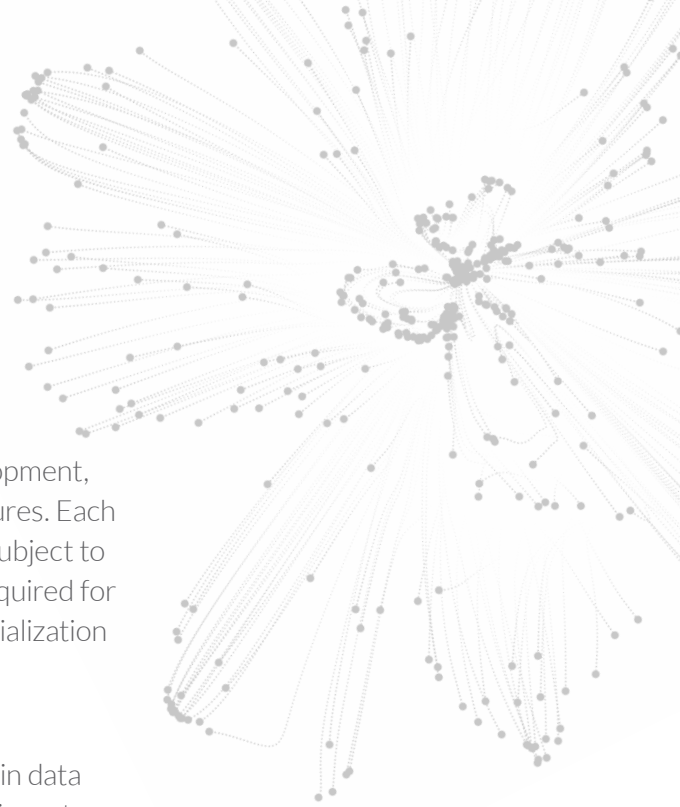 opment,
ures. Each
ubject to
quired for
ialization
in data